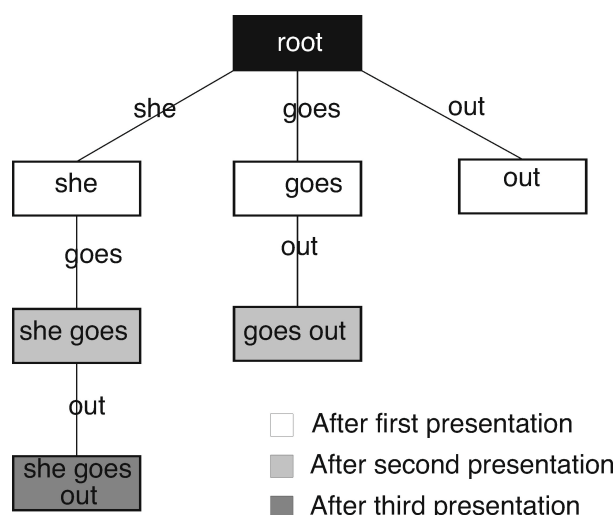 root
she
goes
out
she
goes
out
goes
out
she goes
goes out
out
After first presentation
After second presentation
she goes
out
After third presentation